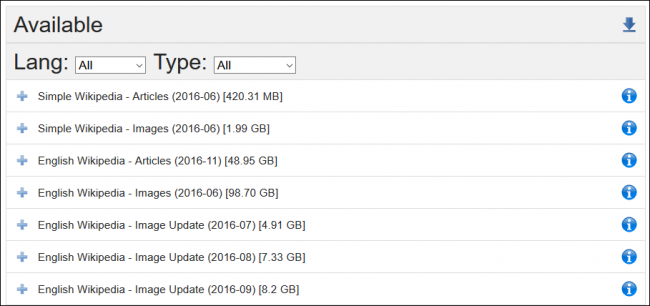 Available
Lang: All Type: All
Simple Wikipedia - Articles (2016-06) [420.31 MB]
Simple Wikipedia - Images (2016-06) [1.99 GB]
English Wikipedia - Articles (2016-11) [48.95 GB]
English Wikipedia - Images (2016-06) [98.70 GB]
English Wikipedia - Image Update (2016-07) [4.91 GB]
English Wikipedia - Image Update (2016-08) [7.33 GB]
English Wikipedia - Image Update (2016-09) [8.2 GB]